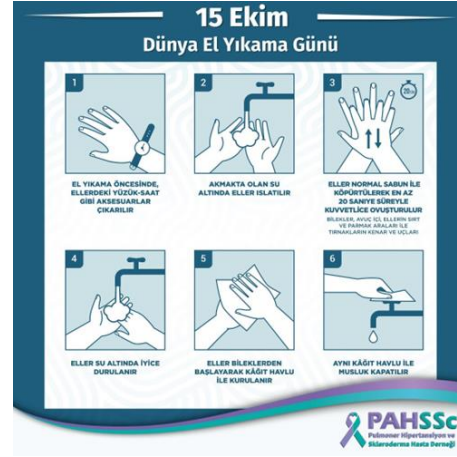 15 Ekim
Dünya El Yıkama Günü
1
EL YIKAMA ÖNCESİNDE,
ELLERDEKİ YÜZÜK-SAAT
GİBİ AKSESUARLAR
ÇIKARILIR
2
AKMAKTA OLAN SU
ALTINDA ELLER ISLATILIR
3
20 sn
ELLER NORMAL SABUN İLE
KÖPÜRTÜLEREK EN AZ
20 SANİYE SÜREYLE
KUVVETLİCE OVUŞTURULUR
BİLEKLER, AVUÇ İÇİ, ELLERİN SIRT
VE PARMAK ARALARI İLE
TIRNAKLARIN KENAR VE UÇLARI
4
ELLER SU ALTINDA İYİCE
DURULANIR
5
ELLER BİLEKLERDEN
BAŞLAYARAK KÂĞIT HAVLU
İLE KURULANIR
6
AYNI KÂĞIT HAVLU İLE
MUSLUK KAPATILIR
PAHSSc
Pulmoner Hipertansiyon ve
Skleroderma Hasta Derneği